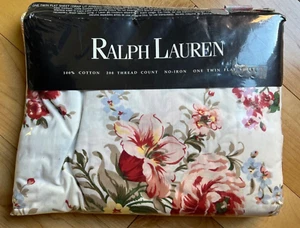 RALPH LAUREN
100% COTTON 200 THREAD COUNT NO-IRON ONE TWIN FLAT SHEET